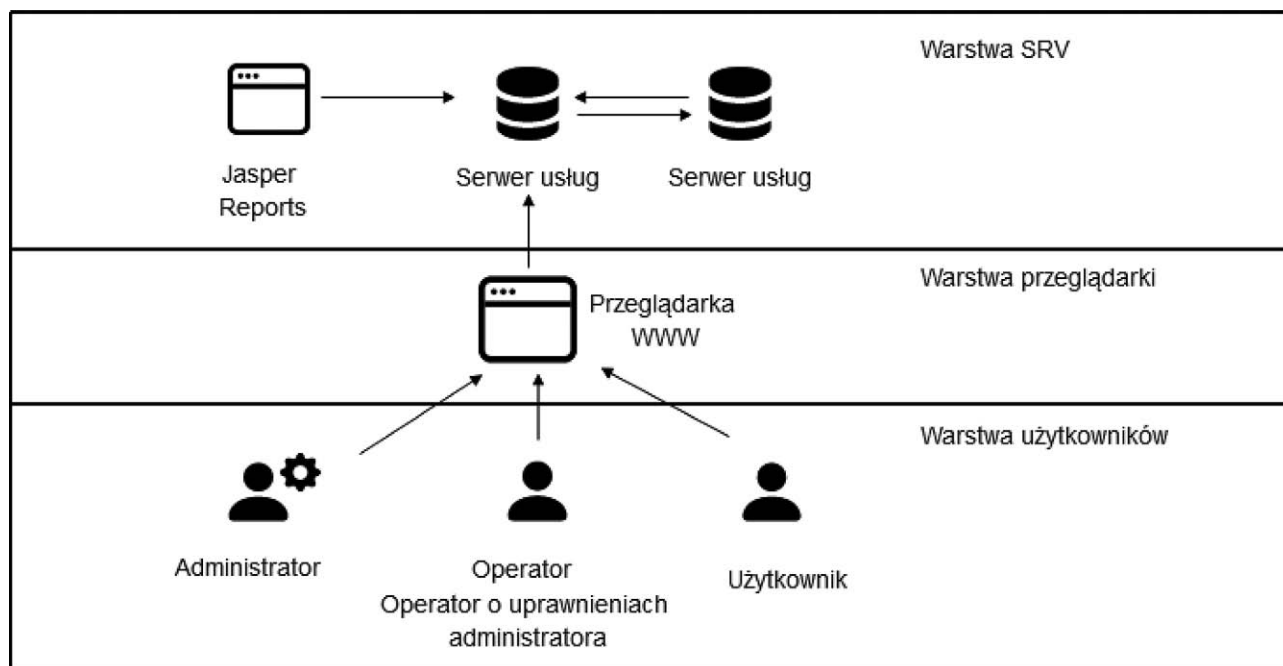 Warstwa SRV
Jasper
Reports
Serwer usług
Serwer usług
Warstwa przeglądarki
Przeglądarka
WWW
Warstwa użytkowników
Administrator
Operator
Operator o uprawnieniach
administratora
Użytkownik